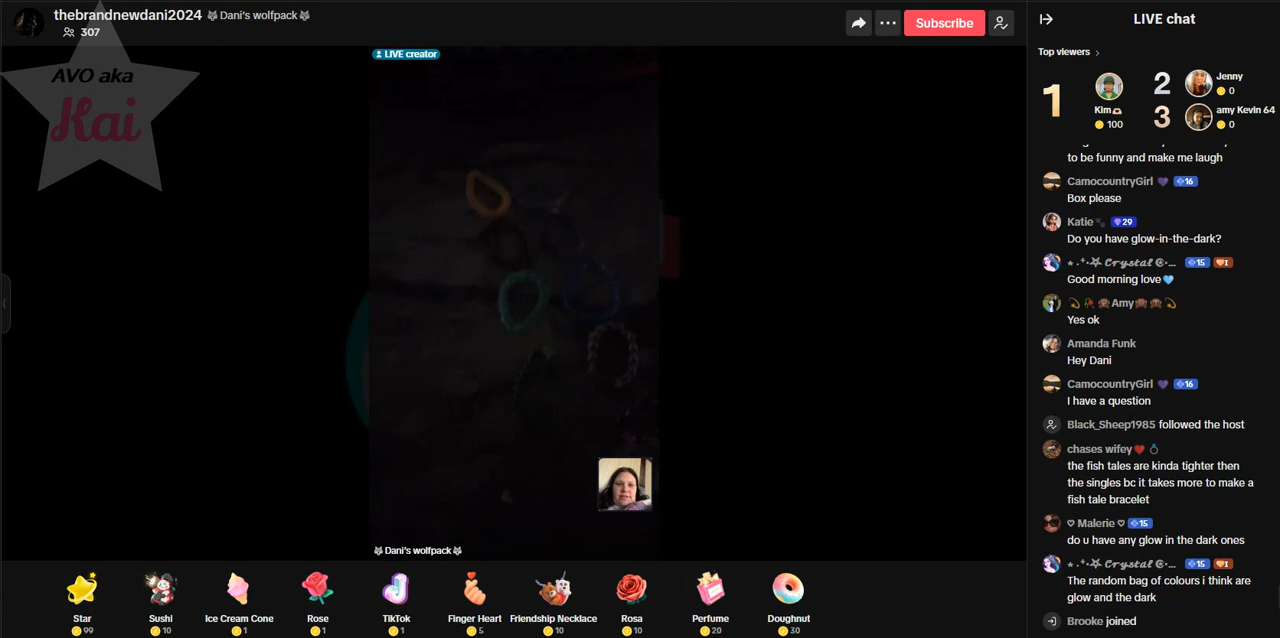 thebrandnewdani2024 🐺Dani's wolfpack🐺
307
Subscribe
AVO aka
Kai
LIVE creator
🐺Dani's wolfpack🐺
Star
99
Sushi
10
Ice Cream Cone
1
Rose
1
TikTok
1
Finger Heart
5
Friendship Necklace
10
Rosa
10
Perfume
20
Doughnut
30
LIVE chat
Top viewers >
1
Kim
100
2
Jenny
0
3
amy Kevin 64
0
to be funny and make me laugh
CamocountryGirl 💜 16
Box please
Katie🐾 29
Do you have glow-in-the-dark?
𝓒𝓻𝔂𝓼𝓽𝓪𝓵 ... 15 I
Good morning love🩵
💫🥀🙈Amy🙈🙈💫
Yes ok
Amanda Funk
Hey Dani
CamocountryGirl 💜 16
I have a question
Black_Sheep1985 followed the host
chases wifey❤️💍
the fish tales are kinda tighter then
the singles bc it takes more to make a
fish tale bracelet
♡ Malerie ♡ 15
do u have any glow in the dark ones
𝓒𝓻𝔂𝓼𝓽𝓪𝓵 ... 15 I
The random bag of colours i think are
glow and the dark
Brooke joined